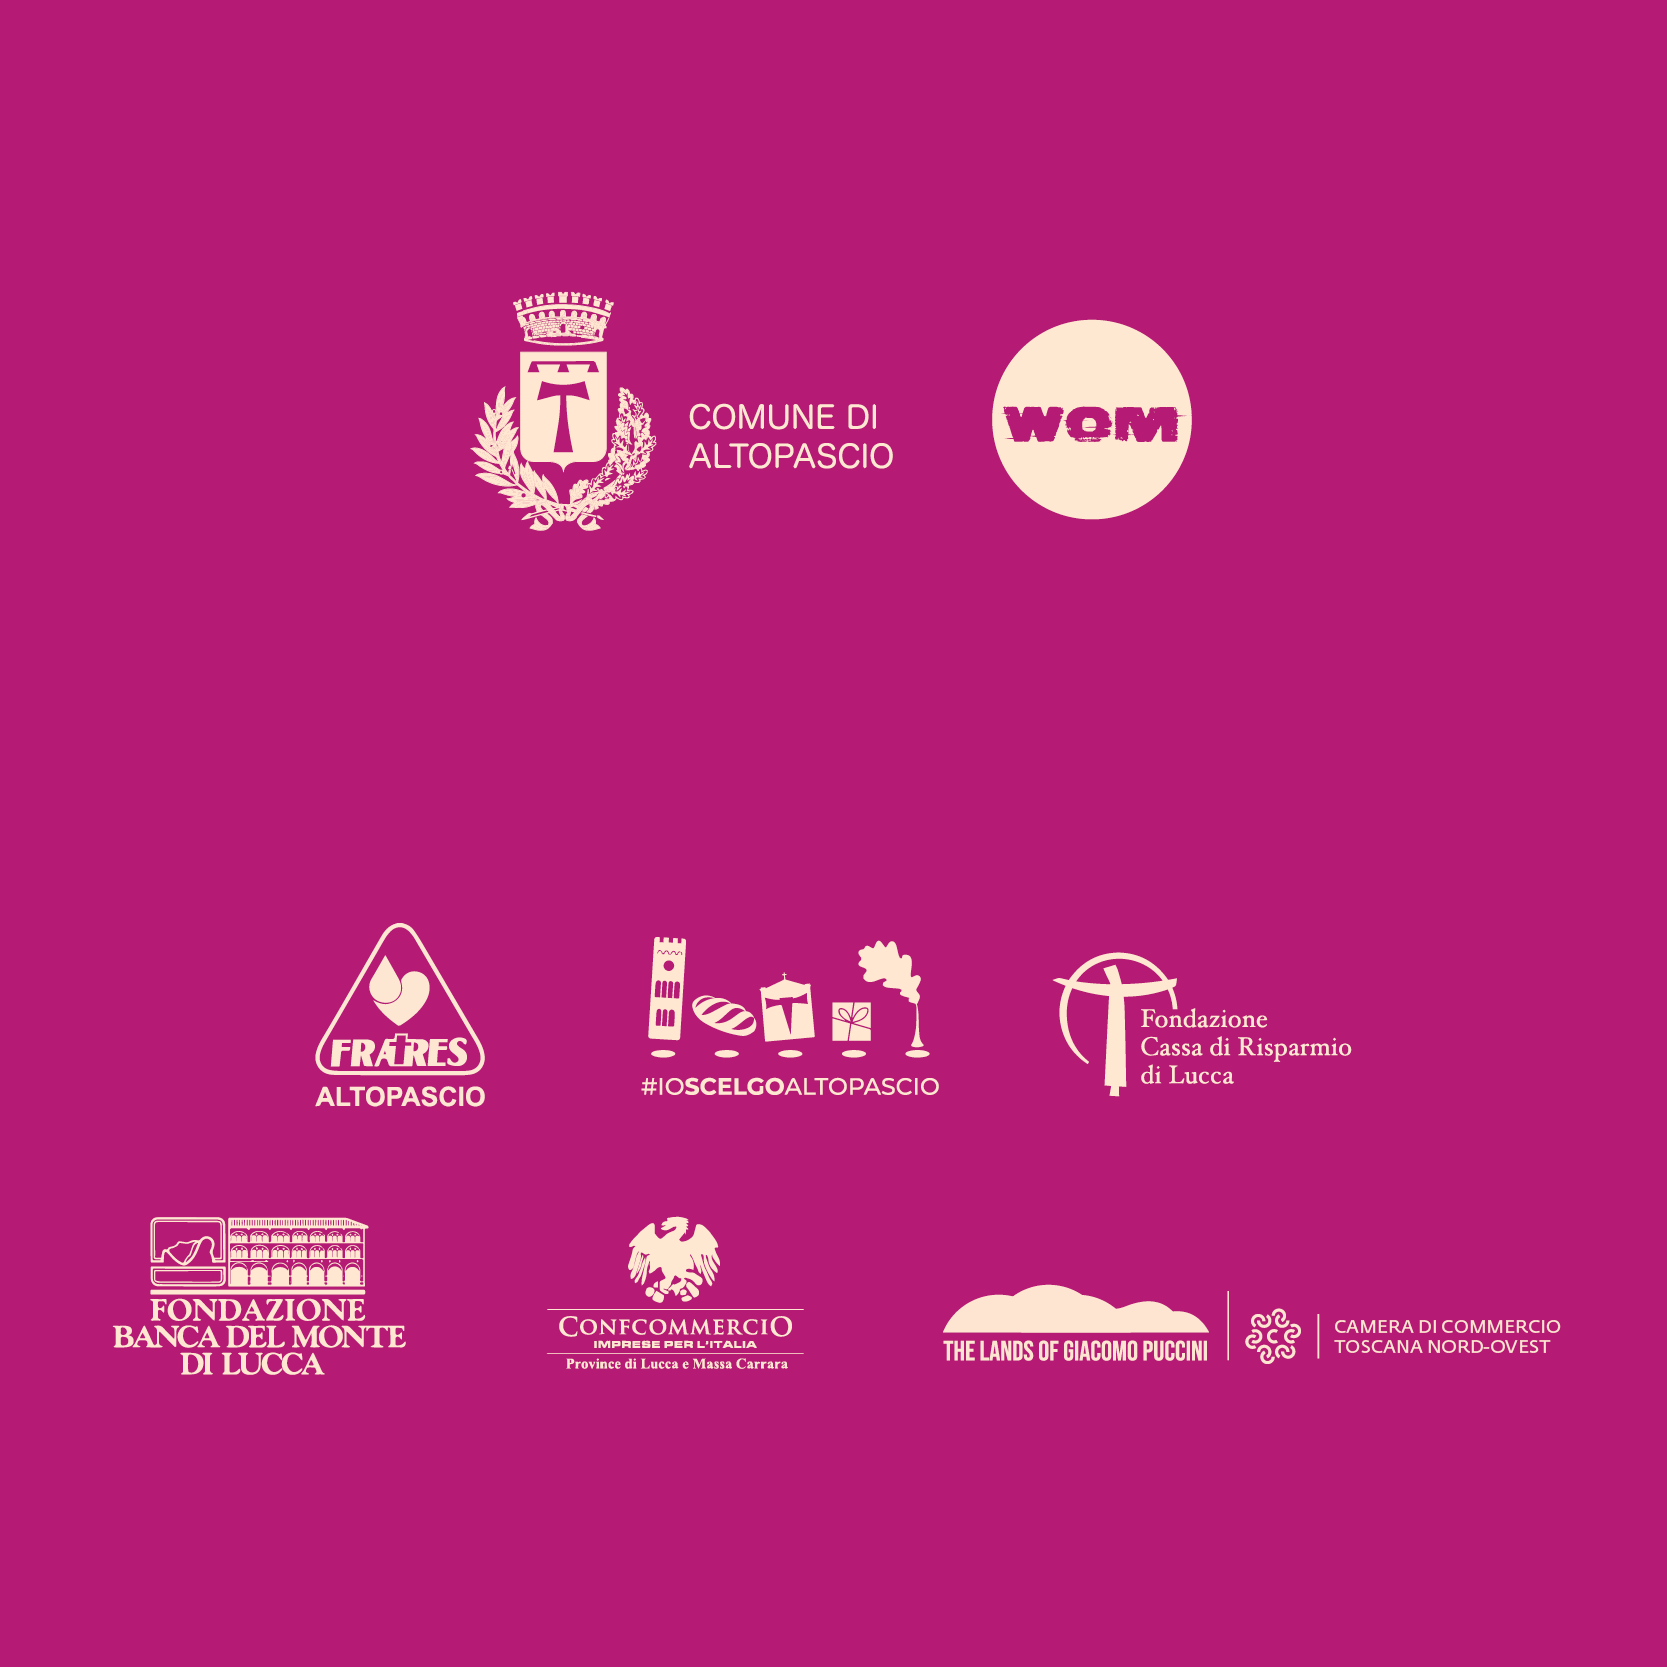 COMUNE DI
ALTOPASCIO
WOM
FRATRES
ALTOPASCIO
#IOSCELGOALTOPASCIO
Fondazione
Cassa di Risparmio
di Lucca
FONDAZIONE
BANCA DEL MONTE
DI LUCCA
CONFCOMMERCIO
IMPRESE PER L'ITALIA
Province di Lucca e Massa Carrara
THE LANDS OF GIACOMO PUCCINI
C
CAMERA DI COMMERCIO
TOSCANA NORD-OVEST